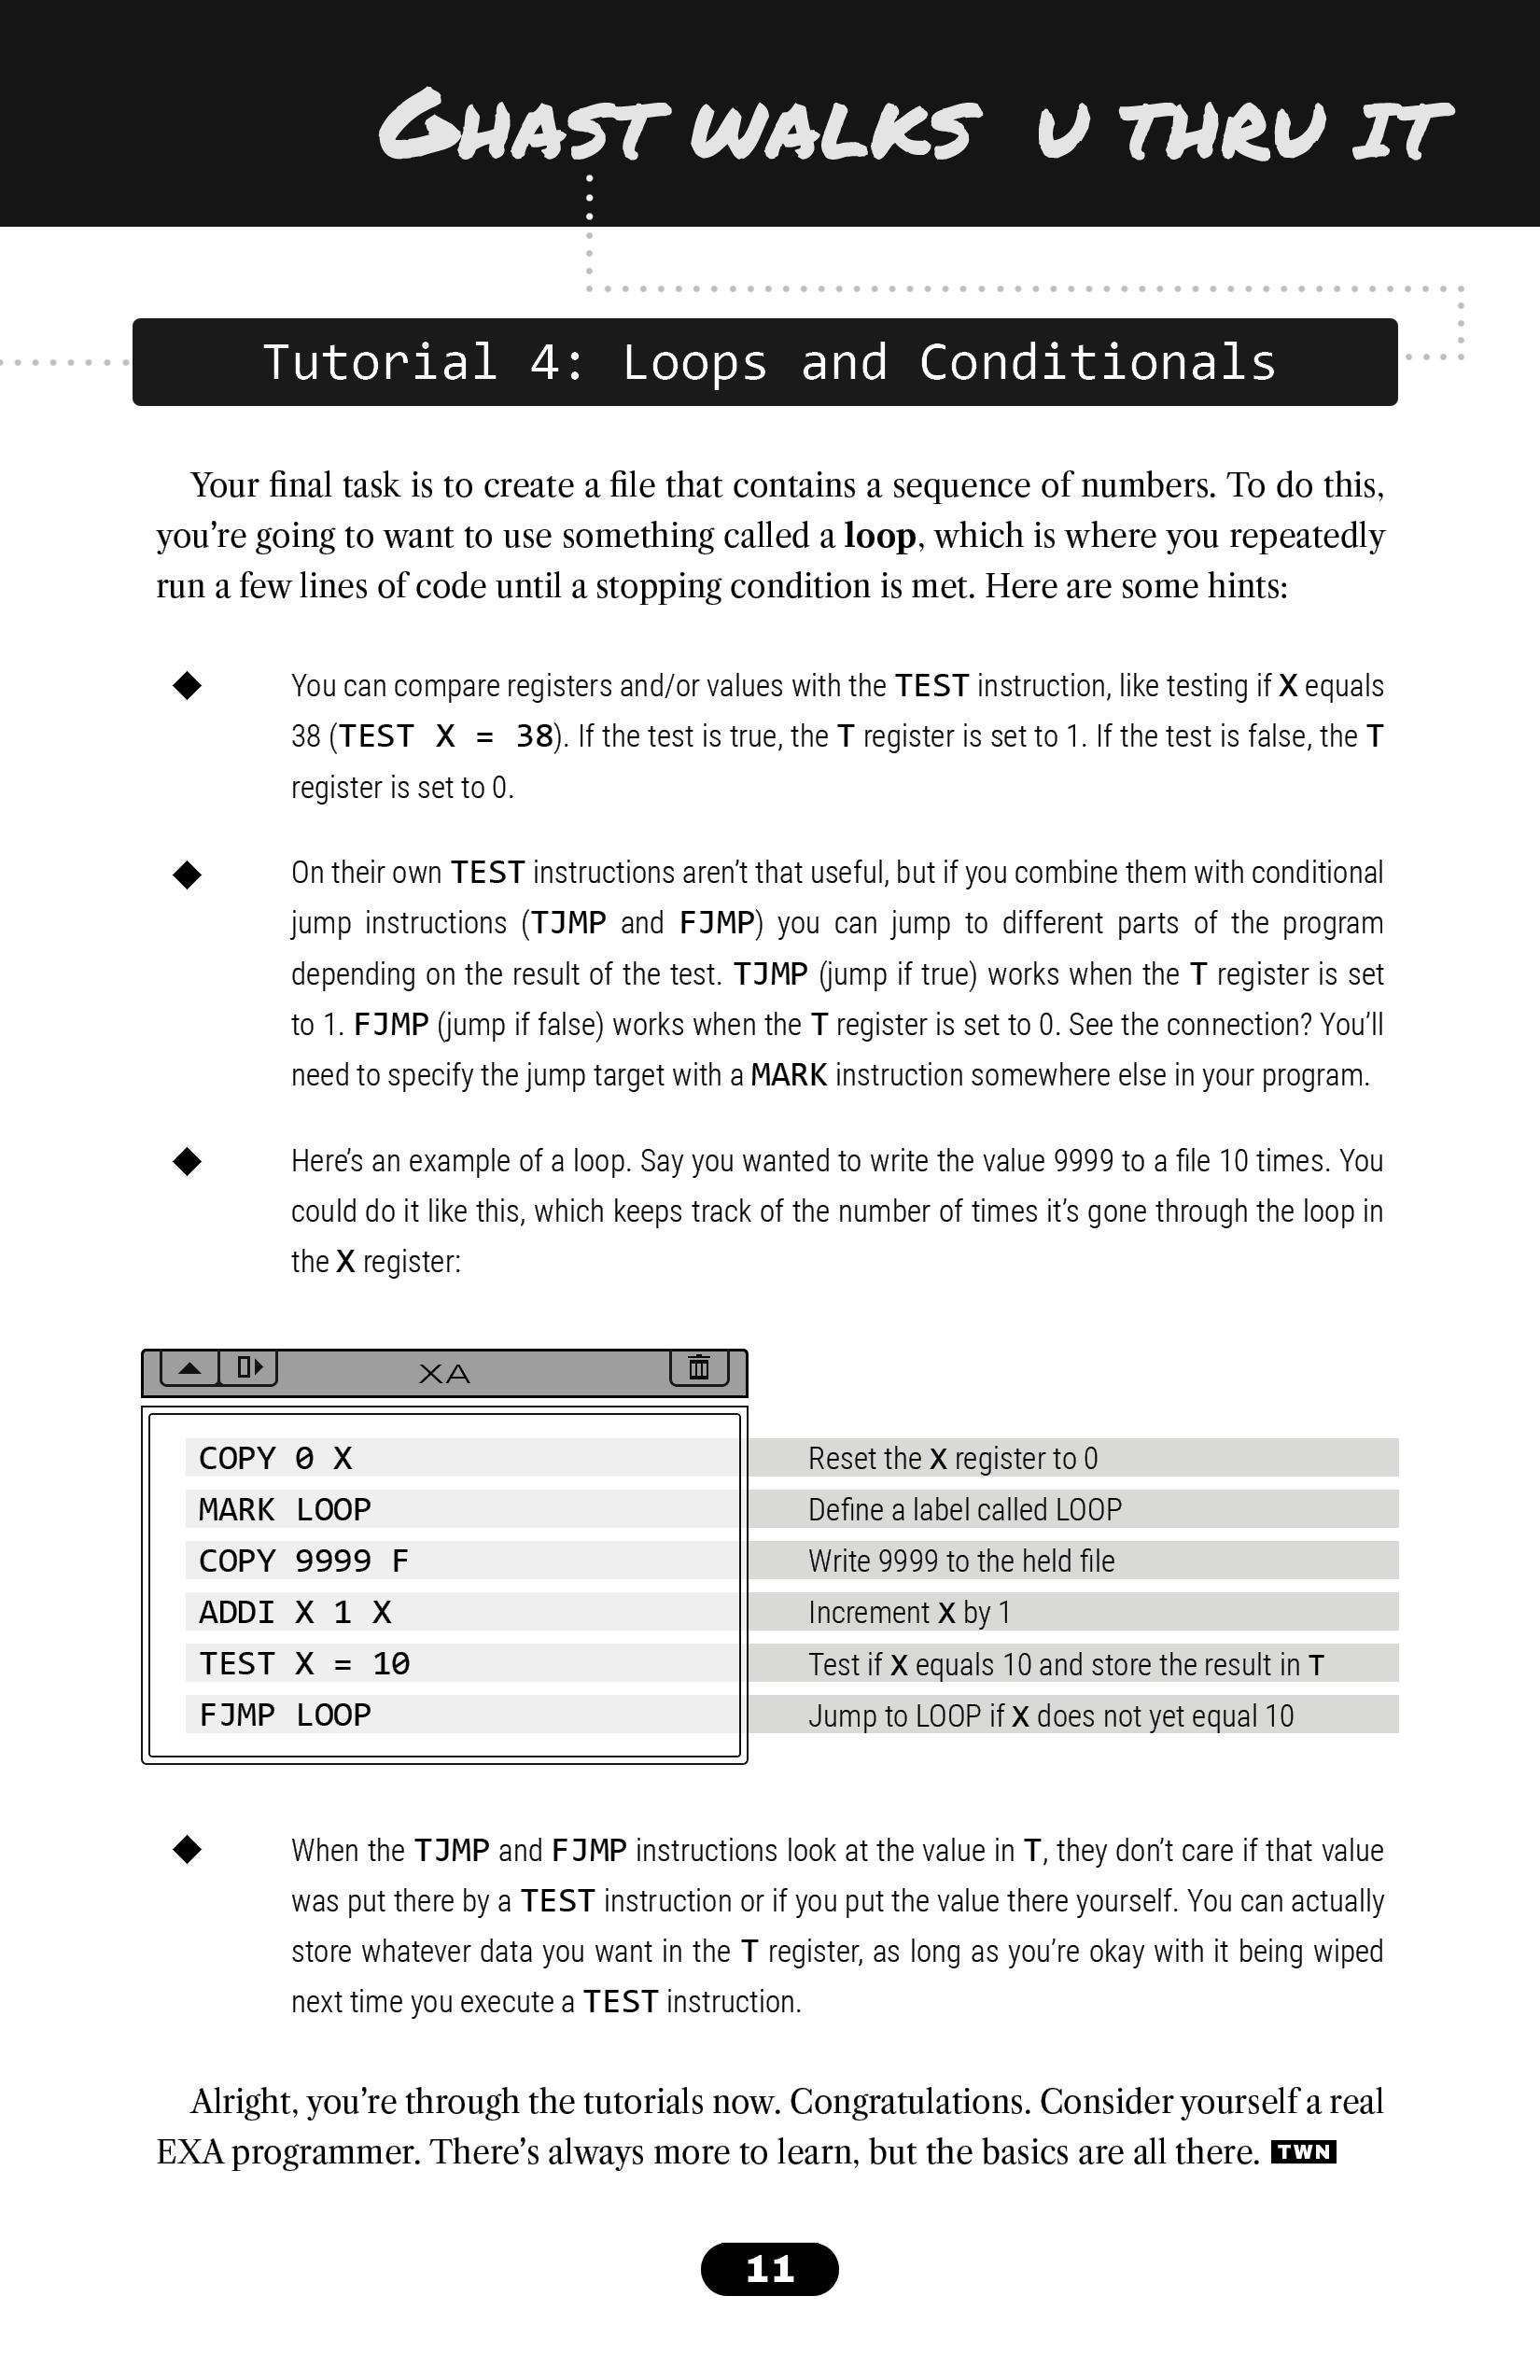 GHAST WALKS U THRU IT
Tutorial 4: Loops and Conditionals
Your final task is to create a file that contains a sequence of numbers. To do this,
you’re going to want to use something called a loop, which is where you repeatedly
run a few lines of code until a stopping condition is met. Here are some hints:
◆ You can compare registers and/or values with the TEST instruction, like testing if X equals
38 (TEST X = 38). If the test is true, the T register is set to 1. If the test is false, the T
register is set to 0.
◆ On their own TEST instructions aren’t that useful, but if you combine them with conditional
jump instructions (TJMP and FJMP) you can jump to different parts of the program
depending on the result of the test. TJMP (jump if true) works when the T register is set
to 1. FJMP (jump if false) works when the T register is set to 0. See the connection? You’ll
need to specify the jump target with a MARK instruction somewhere else in your program.
◆ Here’s an example of a loop. Say you wanted to write the value 9999 to a file 10 times. You
could do it like this, which keeps track of the number of times it’s gone through the loop in
the X register:
XA
COPY 0 X Reset the X register to 0
MARK LOOP Define a label called LOOP
COPY 9999 F Write 9999 to the held file
ADDI X 1 X Increment X by 1
TEST X = 10 Test if X equals 10 and store the result in T
FJMP LOOP Jump to LOOP if X does not yet equal 10
◆ When the TJMP and FJMP instructions look at the value in T, they don’t care if that value
was put there by a TEST instruction or if you put the value there yourself. You can actually
store whatever data you want in the T register, as long as you’re okay with it being wiped
next time you execute a TEST instruction.
Alright, you’re through the tutorials now. Congratulations. Consider yourself a real
EXA programmer. There’s always more to learn, but the basics are all there. TWN
11